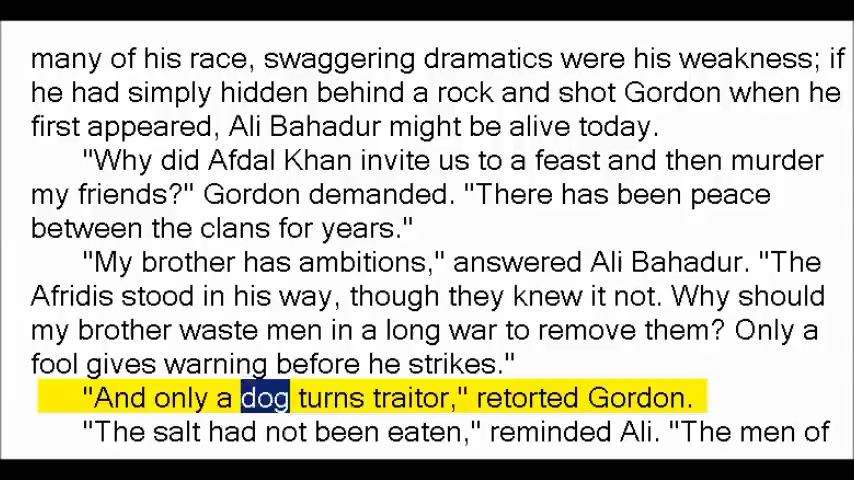 many of his race, swaggering dramatics were his weakness; if
he had simply hidden behind a rock and shot Gordon when he
first appeared, Ali Bahadur might be alive today.
"Why did Afdal Khan invite us to a feast and then murder
my friends?" Gordon demanded. "There has been peace
between the clans for years."
"My brother has ambitions," answered Ali Bahadur. "The
Afridis stood in his way, though they knew it not. Why should
my brother waste men in a long war to remove them? Only a
fool gives warning before he strikes."
"And only a dog turns traitor," retorted Gordon.
"The salt had not been eaten," reminded Ali. "The men of